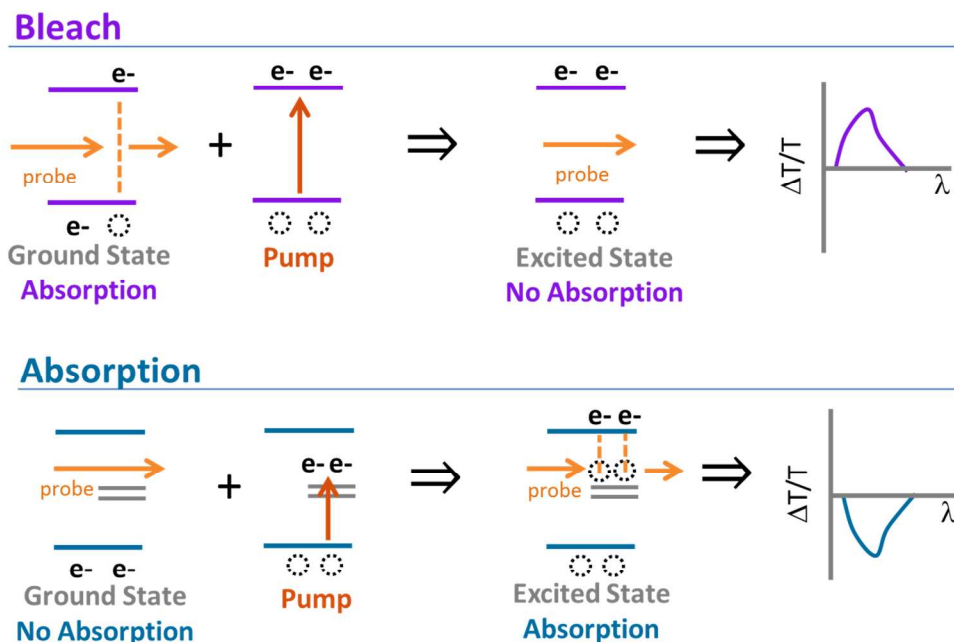 Bleach
e-
e- e-
e- e-
probe
+
⇒
probe
⇒
ΔT/T
λ
e-
Ground State
Absorption
Pump
Excited State
No Absorption
Absorption
e- e-
e- e-
probe
+
⇒
probe
⇒
ΔT/T
λ
e- e-
Ground State
No Absorption
Pump
Excited State
Absorption